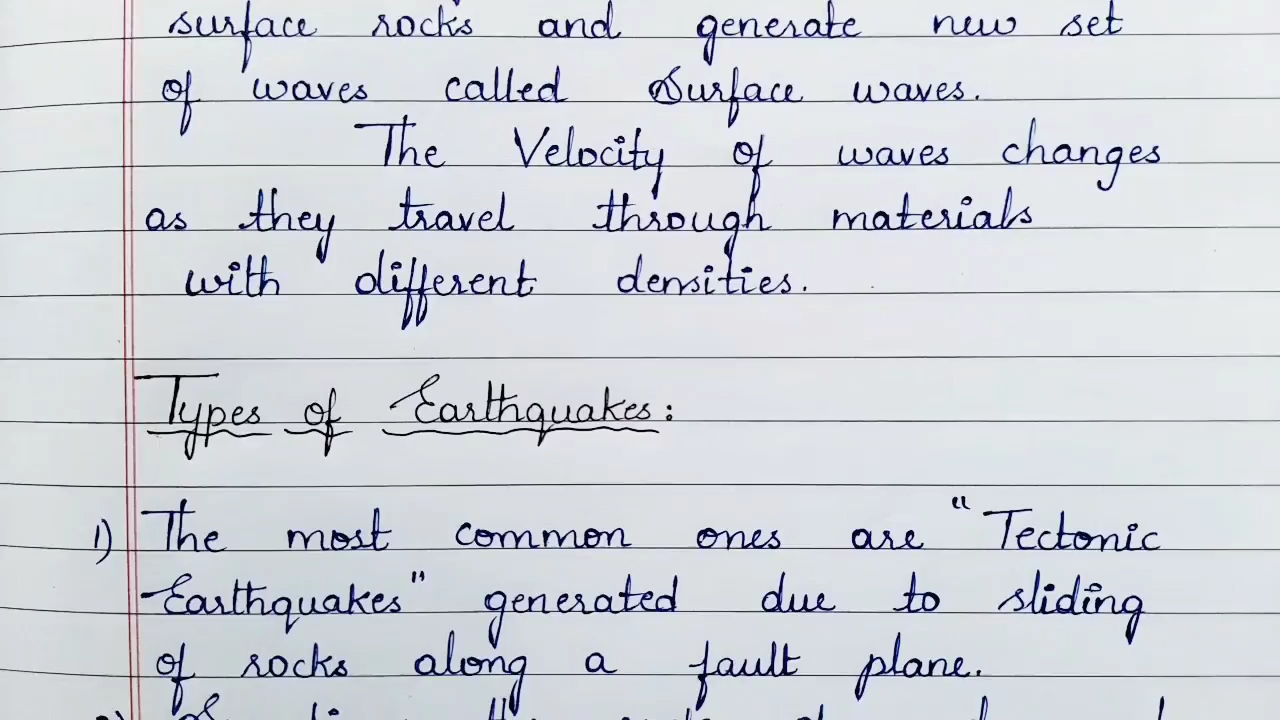 surface rocks and generate new set
of waves called Surface waves.
The Velocity of waves changes
as they travel through materials
with different densities.
Types of Earthquakes:
1) The most common ones are "Tectonic
Earthquakes" generated due to sliding
of rocks along a fault plane.